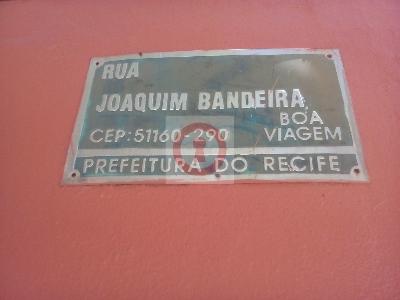 RUA
JOAQUIM BANDEIRA
CEP: 51160-290 BOA VIAGEM
PREFEITURA DO RECIFE